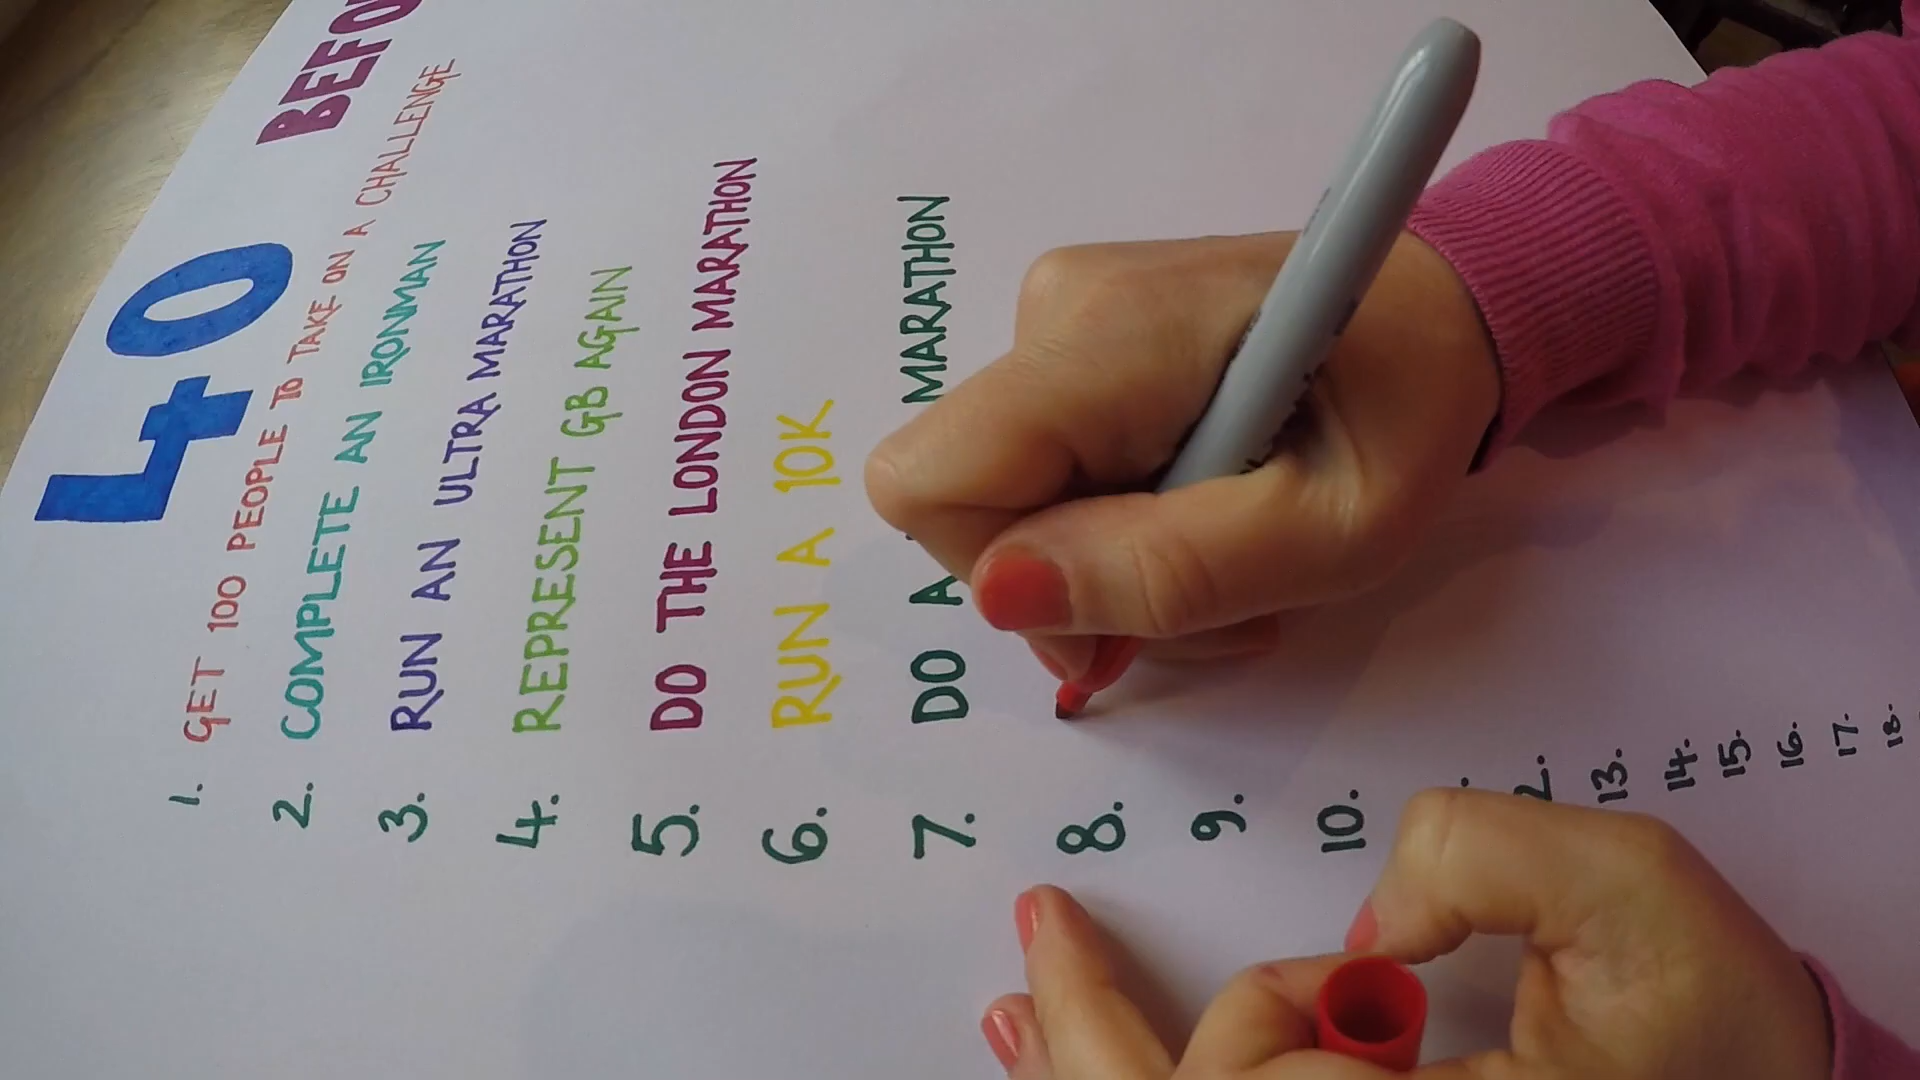 40 BEFO
1. GET 100 PEOPLE TO TAKE ON A CHALLENGE
2. COMPLETE AN IRONMAN
3. RUN AN ULTRA MARATHON
4. REPRESENT GB AGAIN
5. DO THE LONDON MARATHON
6. RUN A 10K
7. DO A MARATHON
8.
9.
10.
2.
13.
14.
15.
16.
17.
18.